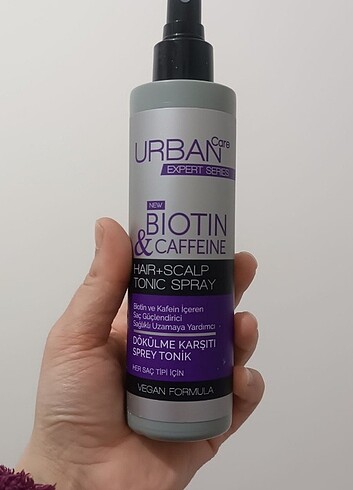 URBAN Care
EXPERT SERIES
NEW
BIOTIN
& CAFFEINE
HAIR+SCALP
TONIC SPRAY
Biotin ve Kafein İçeren
Saç Güçlendirici
Sağlıklı Uzamaya Yardımcı
DÖKÜLME KARŞITI
SPREY TONİK
HER SAÇ TİPİ İÇİN
VEGAN FORMULA